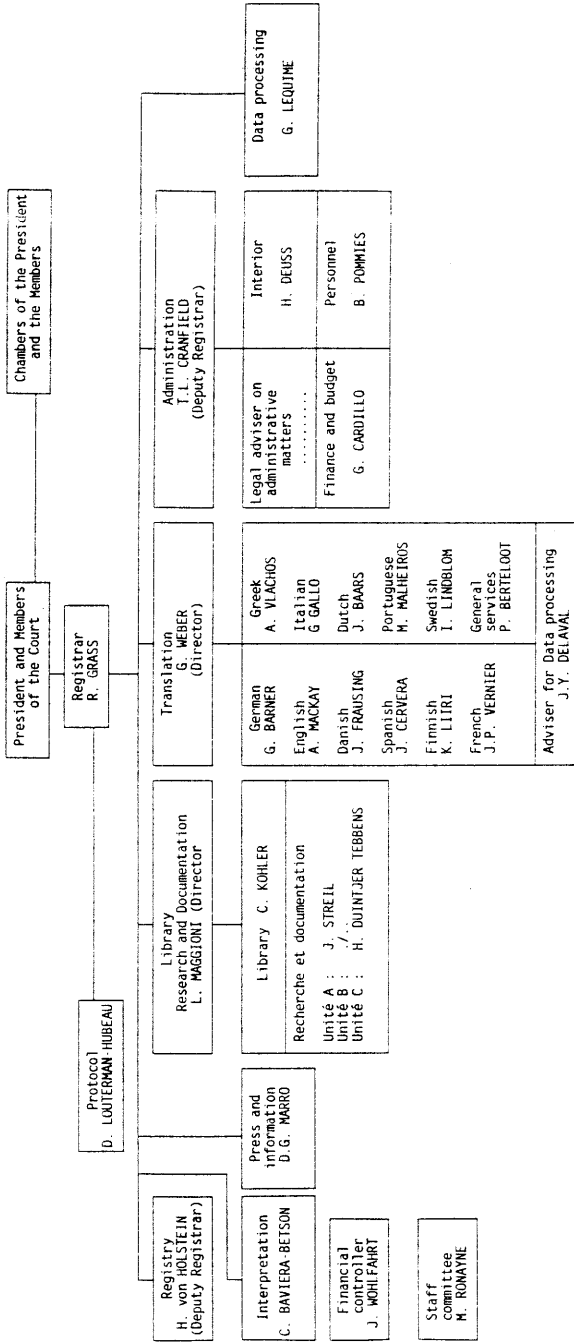 President and Members
of the Court
Chambers of the President
and the Members
Registrar
R. GRASS
Protocol
D. LOUTERMAN-HUBEAU
Registry
H. von HOLSTEIN
(Deputy Registrar)
Library
Research and Documentation
L. MAGGIONI (Director
Translation
G. WEBER
(Director)
Administration
T.L. CRANFIELD
(Deputy Registrar)
Interpretation
C. BAVIERA-BETSON
Press and
information
D.G. MARRO
Library C. KOHLER
Recherche et documentation
Unité A : J. STREIL
Unité B : ./..
Unité C : H. DUINTJER TEBBENS
German
G. BARNER
English
A. MACKAY
Danish
J. FRAUSING
Spanish
J. CERVERA
Finnish
K. LIIRI
French
J.P. VERNIER
Greek
A. VLACHOS
Italian
G GALLO
Dutch
J. BAARS
Portuguese
M. MALHEIROS
Swedish
I. LINDBLOM
General
services
P. BERTELOOT
Adviser for Data processing
J.Y. DELAVAL
Legal adviser on
administrative
matters
..........
Interior
H. DEUSS
Finance and budget
G. CARDILLO
Personnel
B. POMMIES
Data processing
G. LEQUIME
Financial
controller
J. WOHLFAHRT
Staff
committee
M. RONAYNE